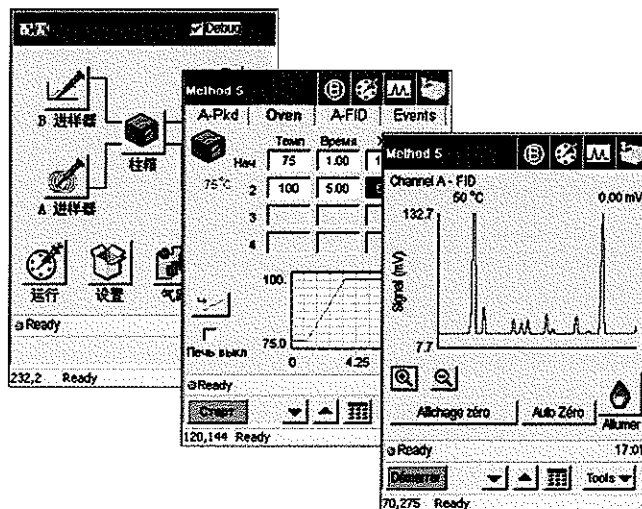 Debug
B 进样器
柱箱
A 进样器
运行
设置
Ready
232,2 Ready
Method 5
A-Pkd Oven A-FID Events
Темп Время
Нач 75 1.00
75°C
2 100 5.00
3
4
100.
75.0
0 4.25
Печь выкл
Ready
Старт
120,144 Ready
Method 5
Channel A - FID
50 °C 0.00 mV
132.7
Signal (mV)
7.7
Affichage zéro Auto Zéro Allumer
Ready 17:01
Démarrer Tools
70,275 Ready